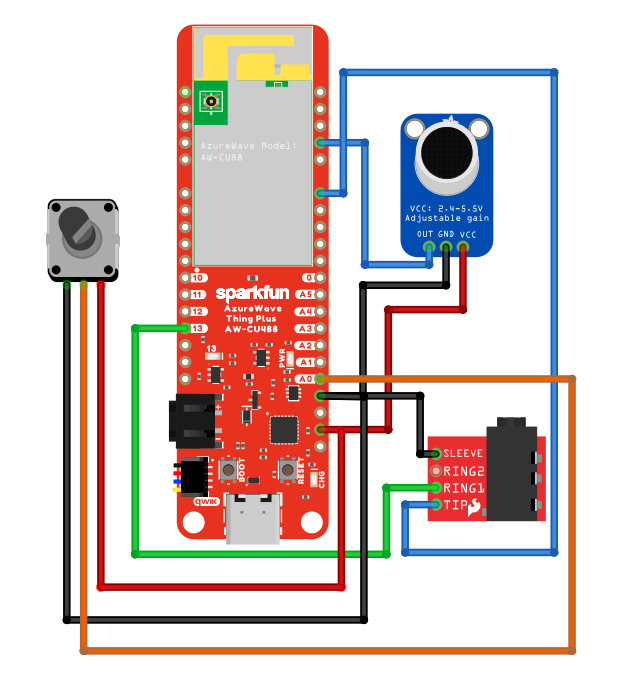 AzureWave Model:
AW-CU88
VCC: 2.4-5.5V
Adjustable gain
OUT GND VCC
10
0
11
sparkfun
A5
12
AzureWave
Thing Plus
AW-CU488
A4
13
A3
A2
13
PWR
A1
A0
+
-
SLEEVE
RING2
RING1
TIP
BOOT
RESET
CHG
qwiic